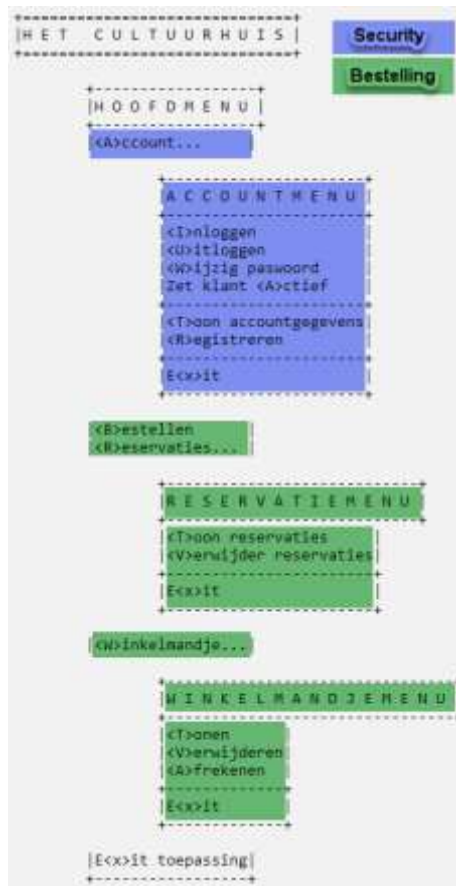 HET CULTUURHUIS
Security
Bestelling
HOOFDMENU
<A>ccount...
ACCOUNTMENU
<I>nloggen
<U>itloggen
<W>ijzig paswoord
Zet klant <A>ctief
<T>oon accountgegevens
<R>egistreren
E<x>it
<B>estellen
<R>eservaties...
RESERVATIEMENU
<T>oon reservaties
<V>erwijder reservaties
E<x>it
<W>inkelmandje...
WINKELMANDJEMENU
<T>onen
<V>erwijderen
<A>frekenen
E<x>it
E<x>it toepassing